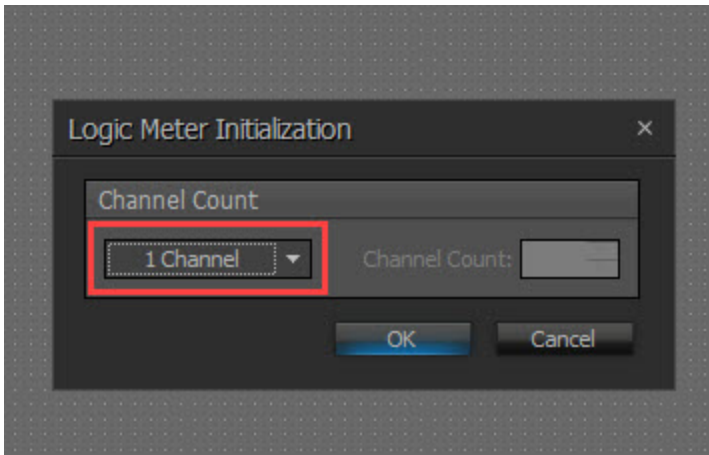 Logic Meter Initialization
Channel Count
1 Channel
Channel Count:
OK
Cancel